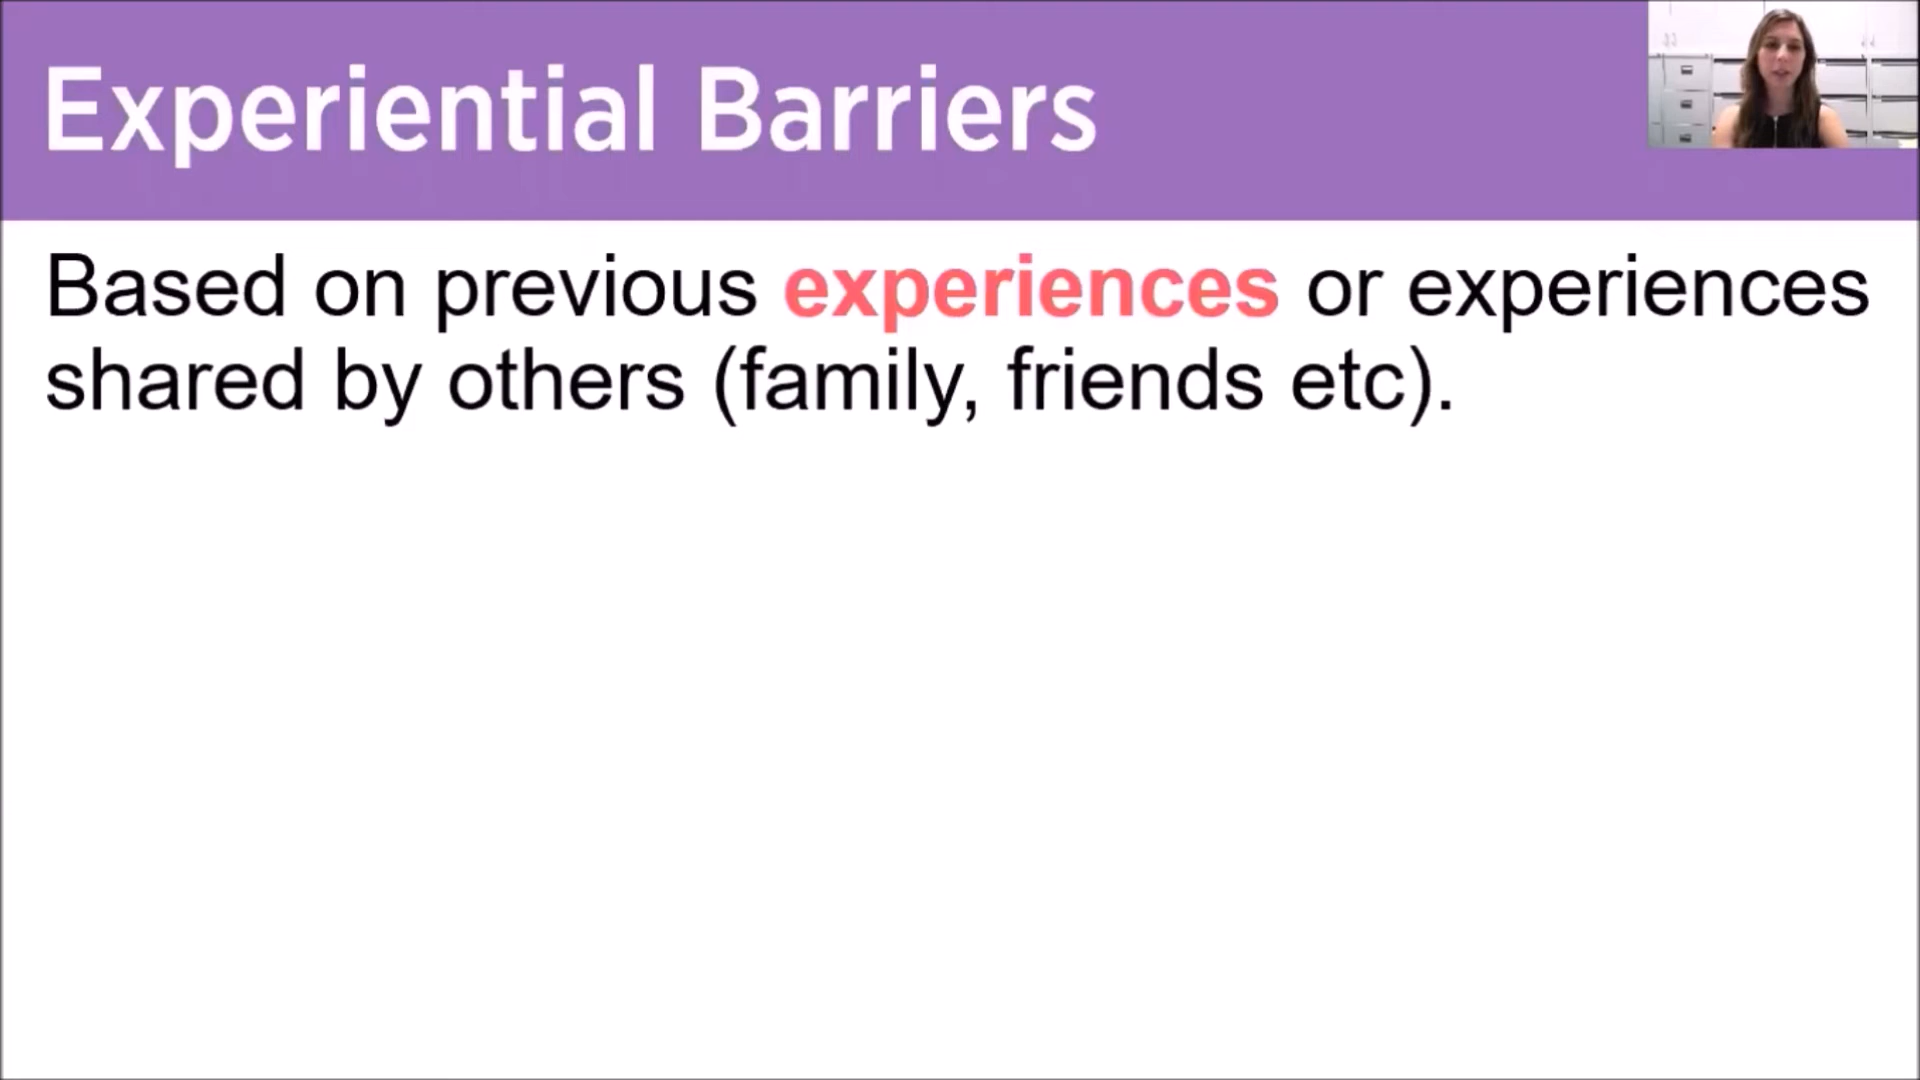 Experiential Barriers
Based on previous experiences or experiences
shared by others (family, friends etc).